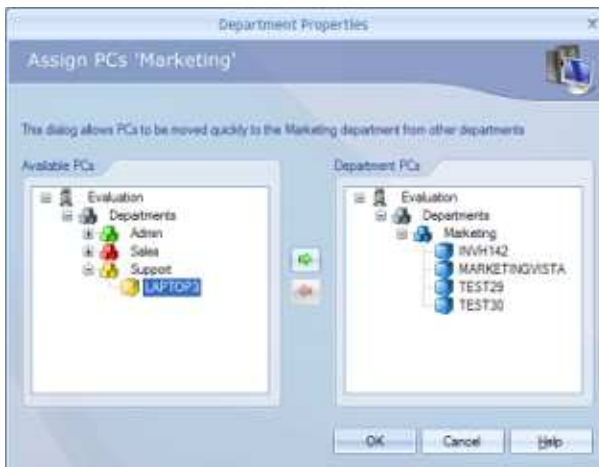 Department Properties
Assign PCs 'Marketing'
This dialog allows PCs to be moved quickly to the Marketing department from other departments
Available PCs
Evaluation
Departments
Admin
Sales
Support
LAPTOP3
Department PCs
Evaluation
Departments
Marketing
INVH142
MARKETINGVISTA
TEST29
TEST30
OK
Cancel
Help